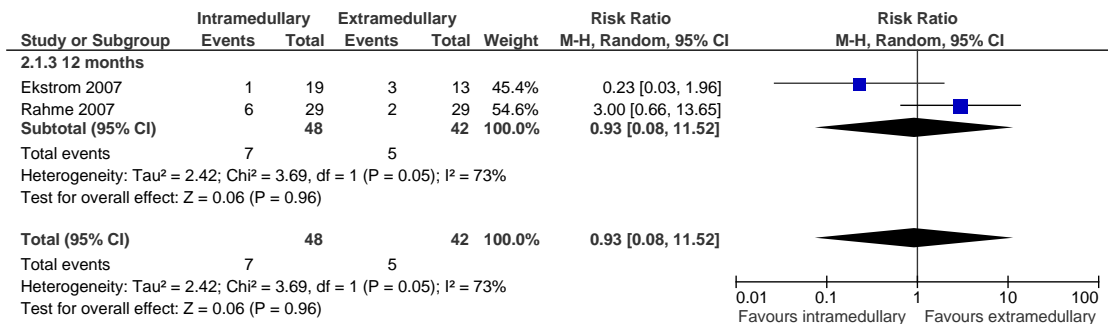 Intramedullary Extramedullary Risk Ratio Risk Ratio
Study or Subgroup Events Total Events Total Weight M-H, Random, 95% CI M-H, Random, 95% CI
2.1.3 12 months
Ekstrom 2007 1 19 3 13 45.4% 0.23 [0.03, 1.96]
Rahme 2007 6 29 2 29 54.6% 3.00 [0.66, 13.65]
Subtotal (95% CI) 48 42 100.0% 0.93 [0.08, 11.52]
Total events 7 5
Heterogeneity: Tau² = 2.42; Chi² = 3.69, df = 1 (P = 0.05); I² = 73%
Test for overall effect: Z = 0.06 (P = 0.96)
Total (95% CI) 48 42 100.0% 0.93 [0.08, 11.52]
Total events 7 5
Heterogeneity: Tau² = 2.42; Chi² = 3.69, df = 1 (P = 0.05); I² = 73%
Test for overall effect: Z = 0.06 (P = 0.96)
0.01 0.1 1 10 100
Favours intramedullary Favours extramedullary